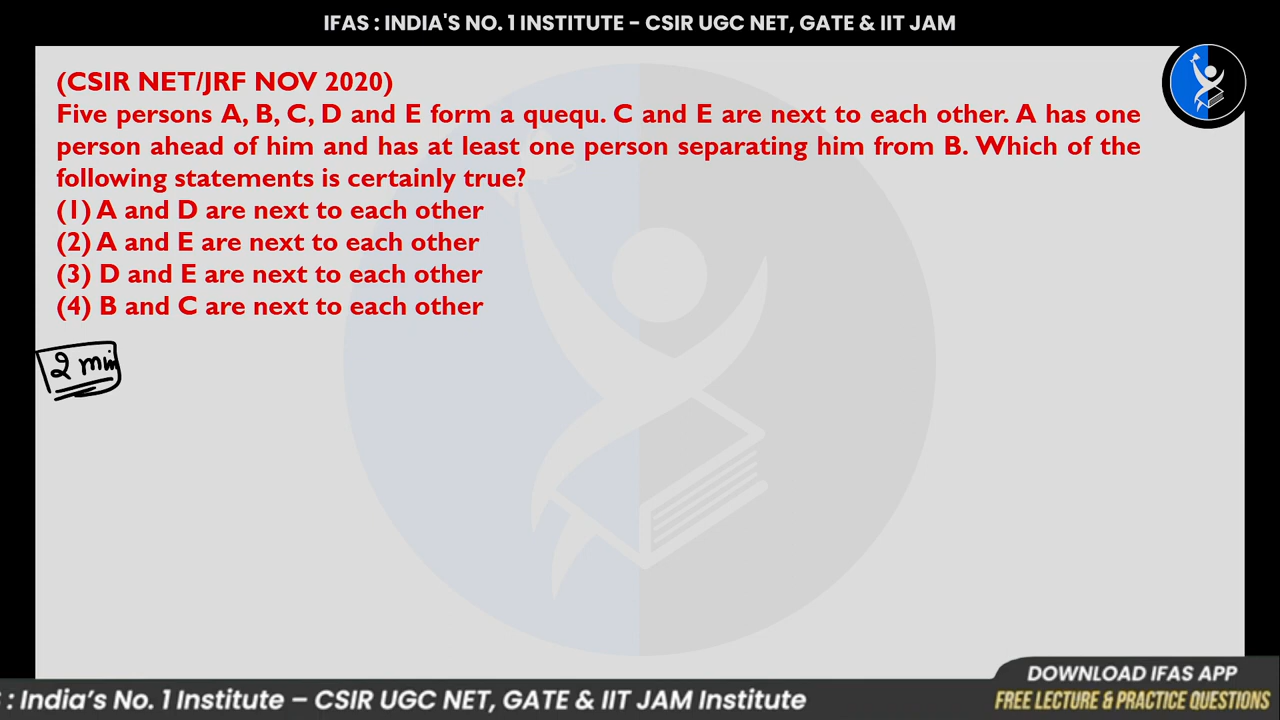 IFAS : INDIA'S NO. 1 INSTITUTE – CSIR UGC NET, GATE & IIT JAM
(CSIR NET/JRF NOV 2020)
Five persons A, B, C, D and E form a ququ. C and E are next to each other. A has one
person ahead of him and has at least one person separating him from B. Which of the
following statements is certainly true?
(1) A and D are next to each other
(2) A and E are next to each other
(3) D and E are next to each other
(4) B and C are next to each other
2 min
DOWNLOAD IFAS APP
FREE LECTURE & PRACTICE QUESTIONS
: India's No. 1 Institute – CSIR UGC NET, GATE & IIT JAM Institute